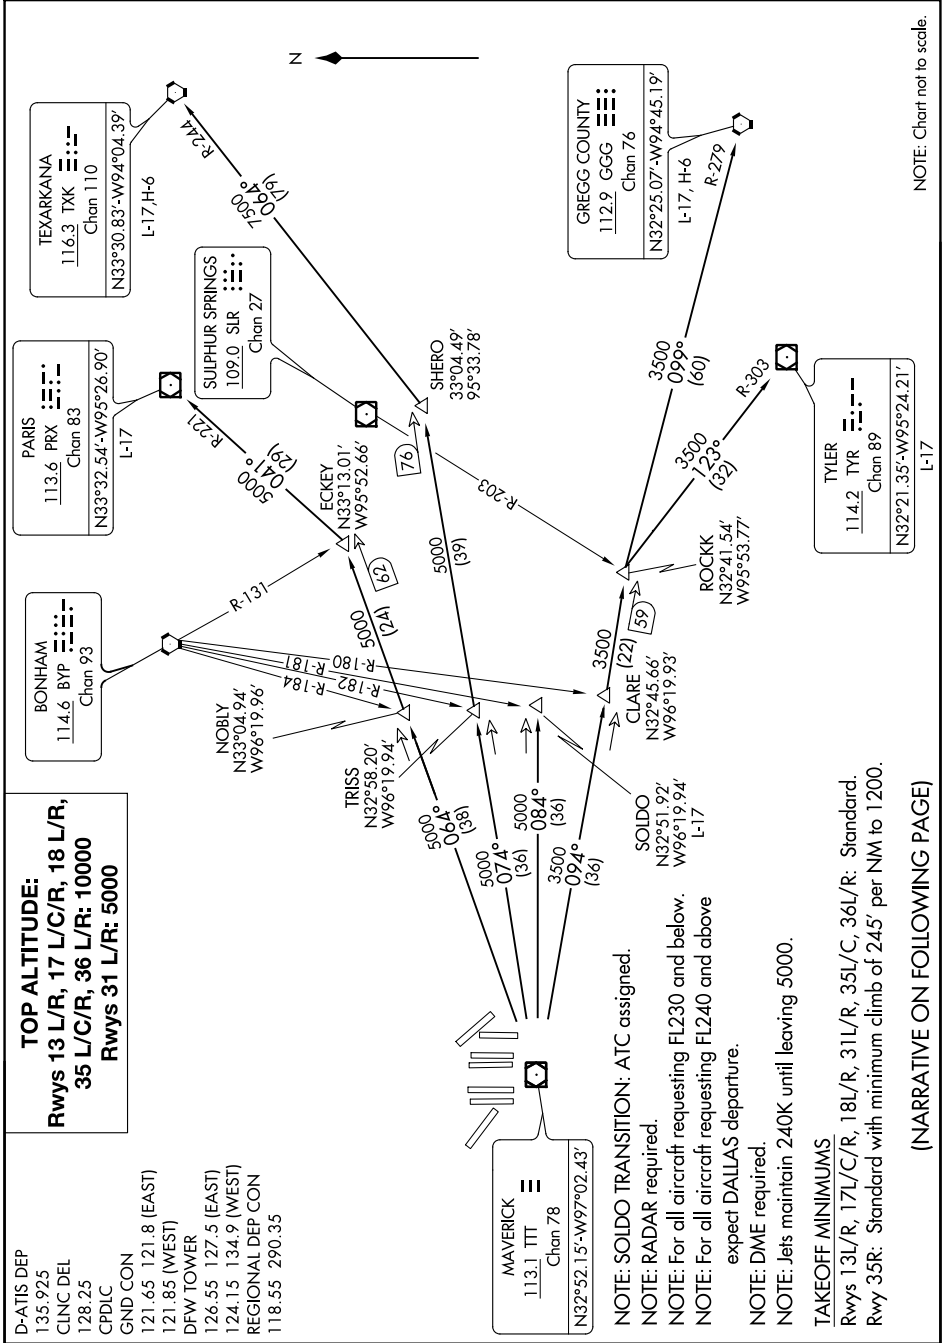 D-ATIS DEP
135.925
CLNC DEL
128.25
CPDLC
GND CON
121.65 121.8 (EAST)
121.85 (WEST)
DFW TOWER
126.55 127.5 (EAST)
124.15 134.9 (WEST)
REGIONAL DEP CON
118.55 290.35
TOP ALTITUDE:
Rwys 13 L/R, 17 L/C/R, 18 L/R,
35 L/C/R, 36 L/R: 10000
Rwys 31 L/R: 5000
BONHAM
114.6 BYP
Chan 93
PARIS
113.6 PRX
Chan 83
N33°32.54'-W95°26.90'
L-17
TEXARKANA
116.3 TXK
Chan 110
N33°30.83'-W94°04.39'
L-17,H-6
SULPHUR SPRINGS
109.0 SLR
Chan 27
N
R-244
7500
064°
(79)
R-221
5000
041°
(29)
R-131
R-184
R-181
R-182
R-180
ECKEY
N33°13.01'
W95°52.66'
SHERO
33°04.49'
95°33.78'
76
62
R-203
5000
(24)
5000
(39)
NOBLY
N33°04.94'
W96°19.96'
TRISS
N32°58.20'
W96°19.94'
5000
064°
(38)
5000
074°
(36)
5000
084°
(36)
3500
094°
(36)
SOLDO
N32°51.92'
W96°19.94'
L-17
CLARE
N32°45.66'
W96°19.93'
3500
(22)
59
ROCKK
N32°41.54'
W95°53.77'
3500
099°
(60)
R-279
3500
123°
(32)
R-303
GREGG COUNTY
112.9 GGG
Chan 76
N32°25.07'-W94°45.19'
L-17, H-6
TYLER
114.2 TYR
Chan 89
N32°21.35'-W95°24.21'
L-17
MAVERICK
113.1 TTT
Chan 78
N32°52.15'-W97°02.43'
NOTE: SOLDO TRANSITION: ATC assigned.
NOTE: RADAR required.
NOTE: For all aircraft requesting FL230 and below.
NOTE: For all aircraft requesting FL240 and above
expect DALLAS departure.
NOTE: DME required.
NOTE: Jets maintain 240K until leaving 5000.
TAKEOFF MINIMUMS
Rwys 13L/R, 17L/C/R, 18L/R, 31L/R, 35L/C, 36L/R: Standard.
Rwy 35R: Standard with minimum climb of 245' per NM to 1200.
(NARRATIVE ON FOLLOWING PAGE)
NOTE: Chart not to scale.